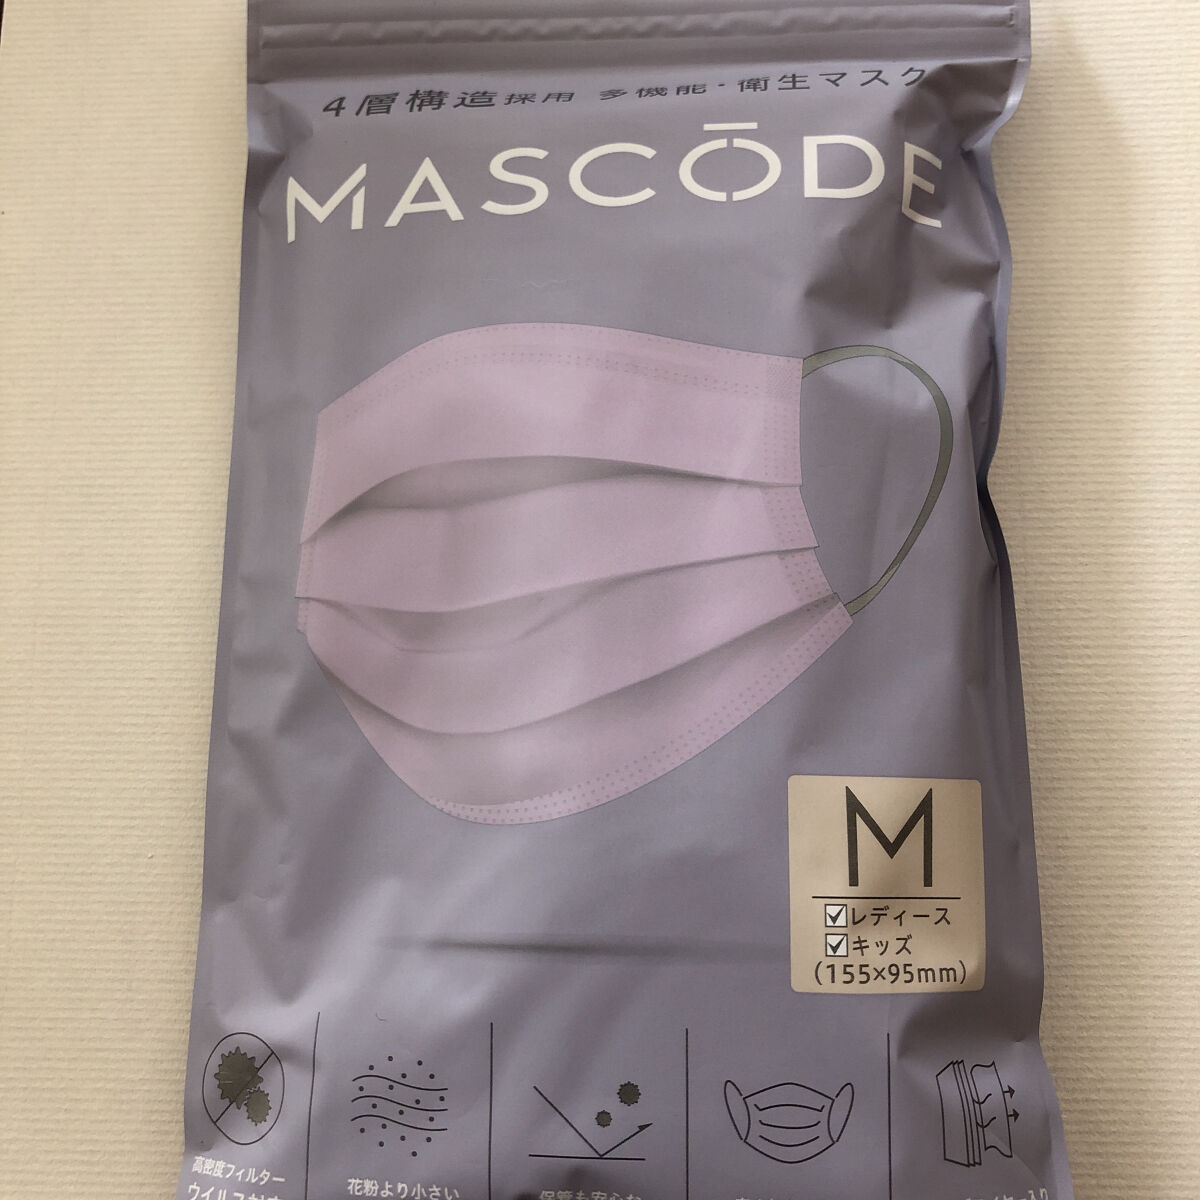 4層構造採用 多機能・衛生マスク
MASCŌDE
M
レディース
キッズ
(155×95mm)
高密度フィルター
花粉より小さい